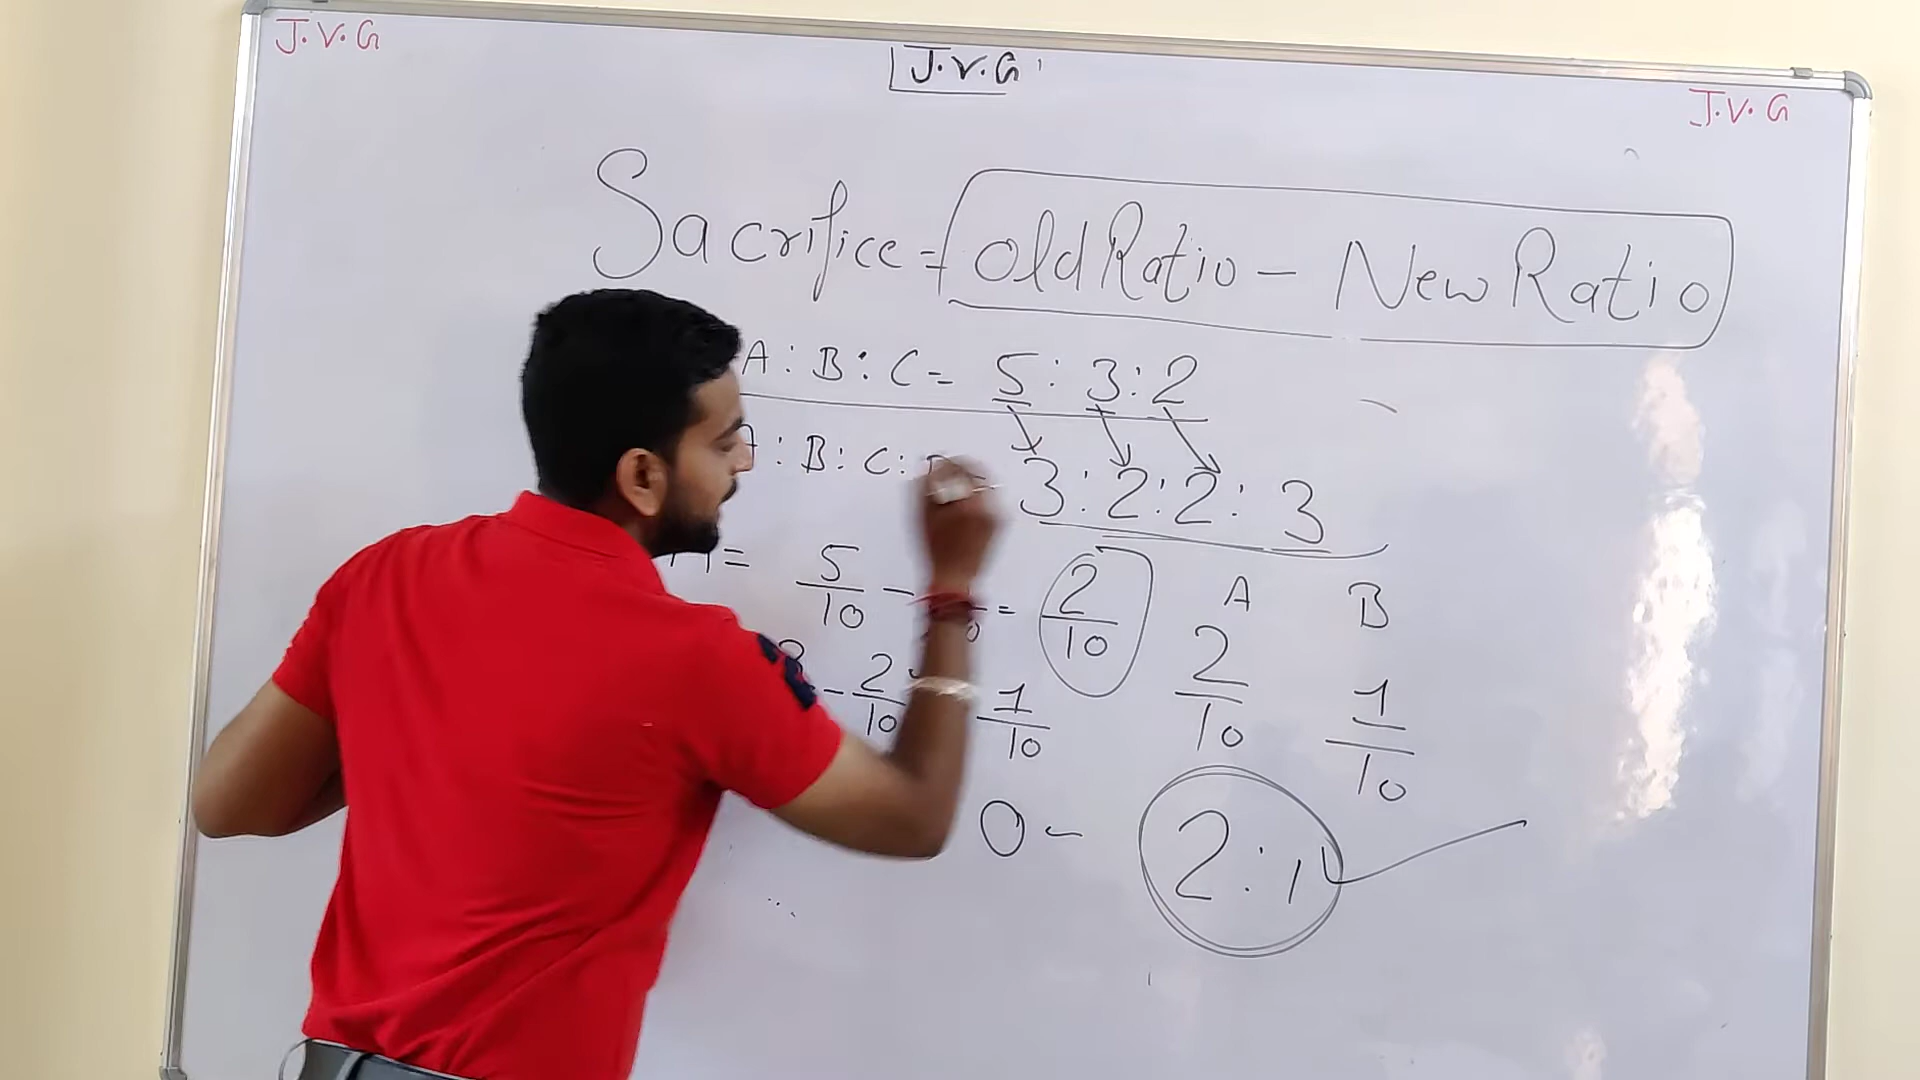 J.V.G
J.V.G
J.V.G
Sacrifice = Old Ratio - New Ratio
A : B : C = 5 : 3 : 2
: B : C : 3 : 2 : 2 : 3
= 5/10 - = 2/10
- 2/10 1/10
A B
2/10 1/10
0 - 2 : 1